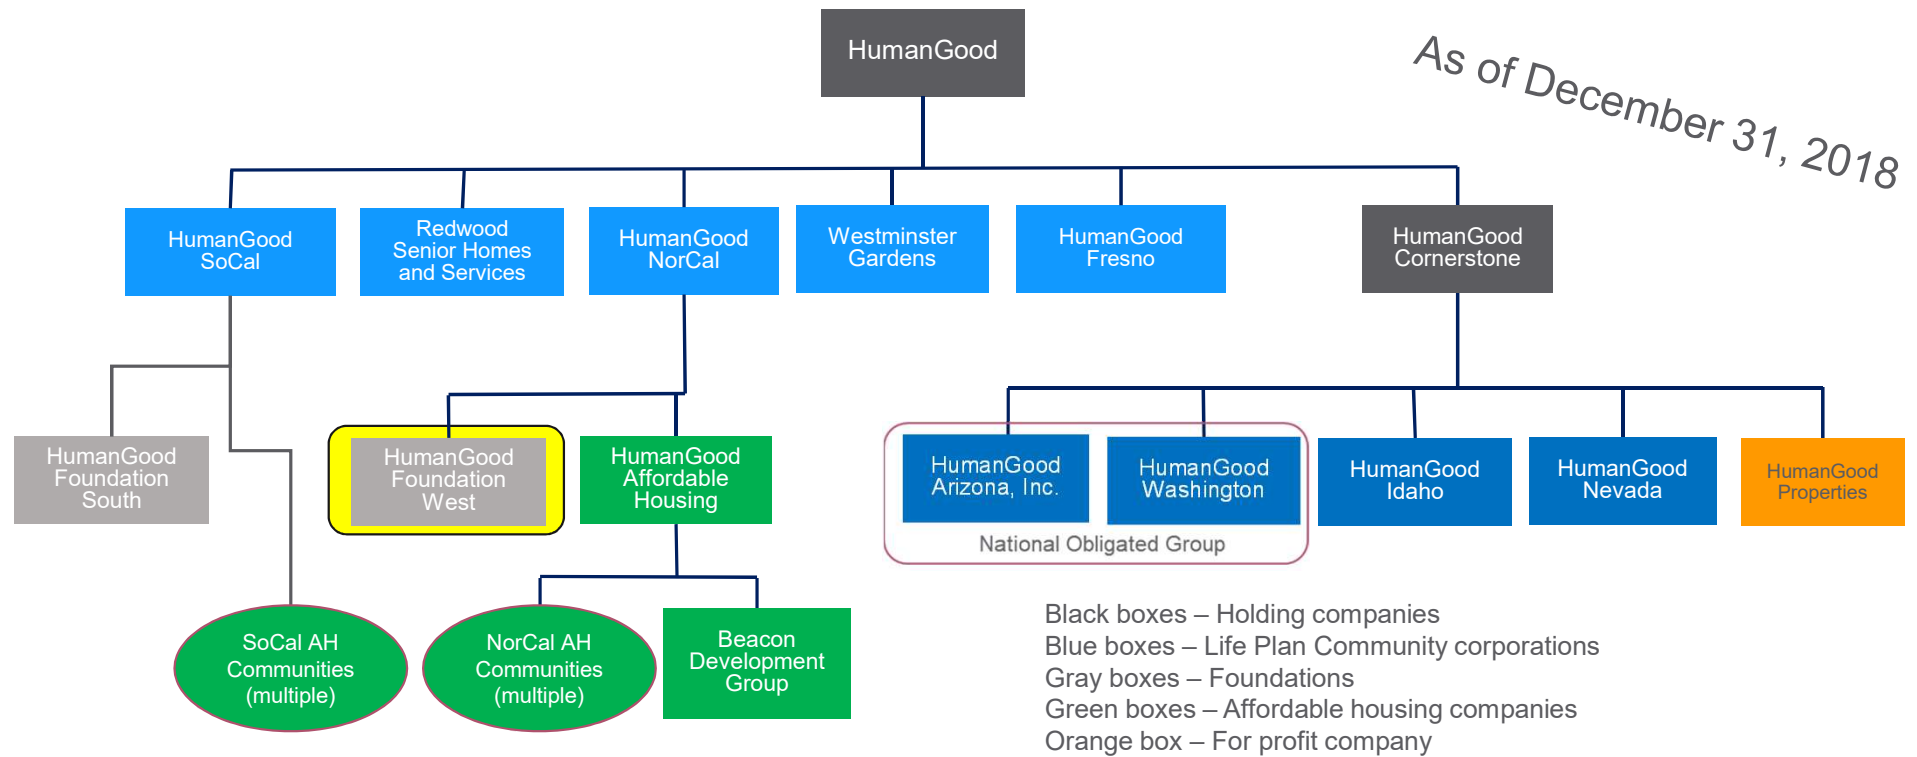 HumanGood
As of December 31, 2018
HumanGood
SoCal
Redwood
Senior Homes
and Services
HumanGood
NorCal
Westminster
Gardens
HumanGood
Fresno
HumanGood
Cornerstone
HumanGood
Foundation
South
HumanGood
Foundation
West
HumanGood
Affordable
Housing
HumanGood
Arizona, Inc.
HumanGood
Washington
National Obligated Group
HumanGood
Idaho
HumanGood
Nevada
HumanGood
Properties
SoCal AH
Communities
(multiple)
NorCal AH
Communities
(multiple)
Beacon
Development
Group
Black boxes – Holding companies
Blue boxes – Life Plan Community corporations
Gray boxes – Foundations
Green boxes – Affordable housing companies
Orange box – For profit company